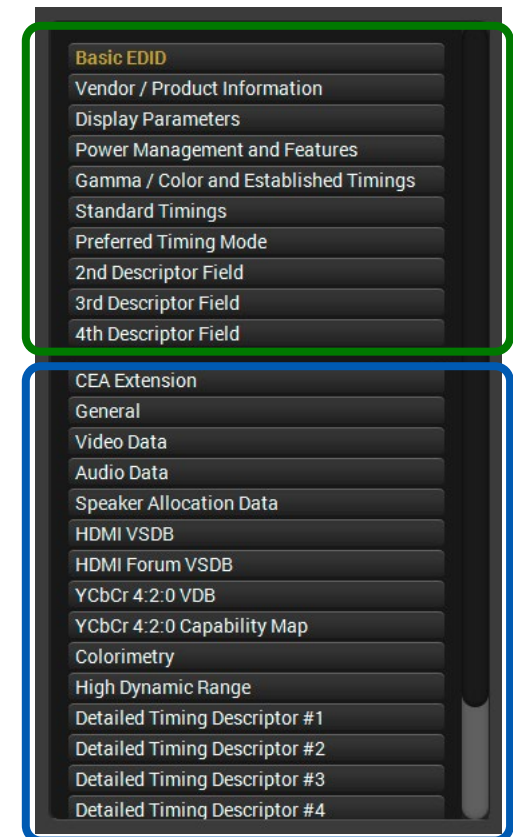 Basic EDID
Vendor / Product Information
Display Parameters
Power Management and Features
Gamma / Color and Established Timings
Standard Timings
Preferred Timing Mode
2nd Descriptor Field
3rd Descriptor Field
4th Descriptor Field
CEA Extension
General
Video Data
Audio Data
Speaker Allocation Data
HDMI VSDB
HDMI Forum VSDB
YCbCr 4:2:0 VDB
YCbCr 4:2:0 Capability Map
Colorimetry
High Dynamic Range
Detailed Timing Descriptor #1
Detailed Timing Descriptor #2
Detailed Timing Descriptor #3
Detailed Timing Descriptor #4